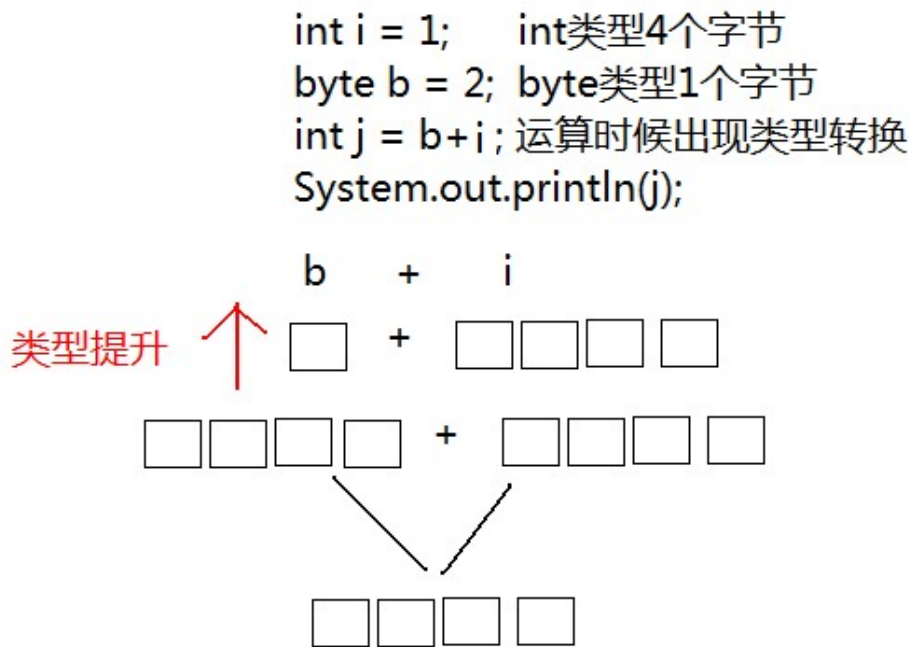 int i = 1; int类型4个字节
byte b = 2; byte类型1个字节
int j = b+i; 运算时候出现类型转换
System.out.println(j);
b + i
类型提升 +
+